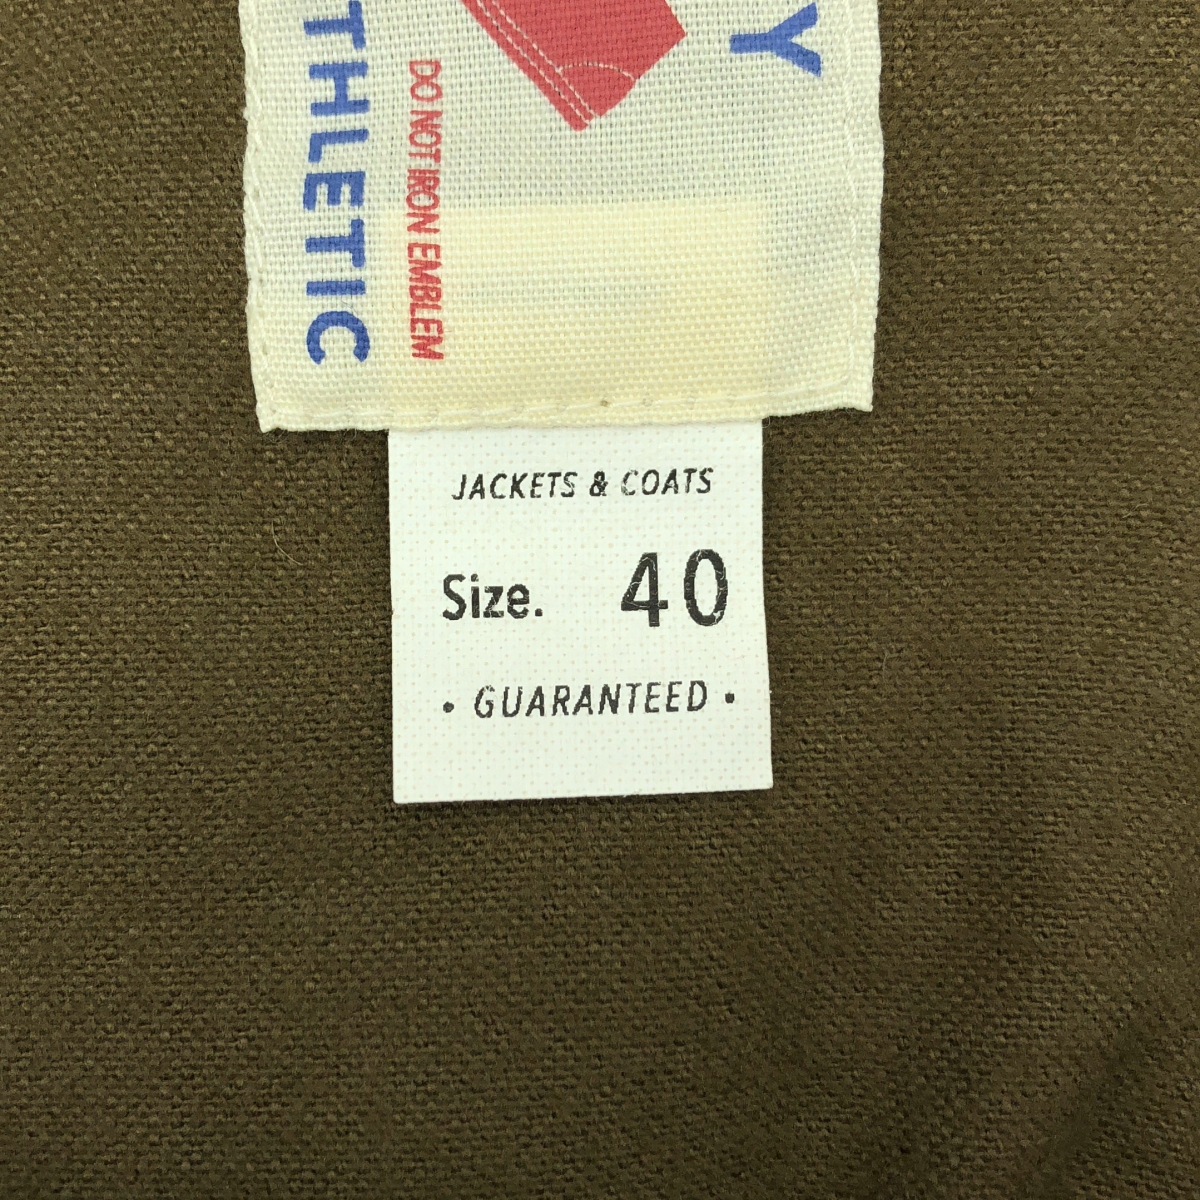 Y
DO NOT IRON EMBLEM
THLETIC
JACKETS & COATS
Size. 40
• GUARANTEED •